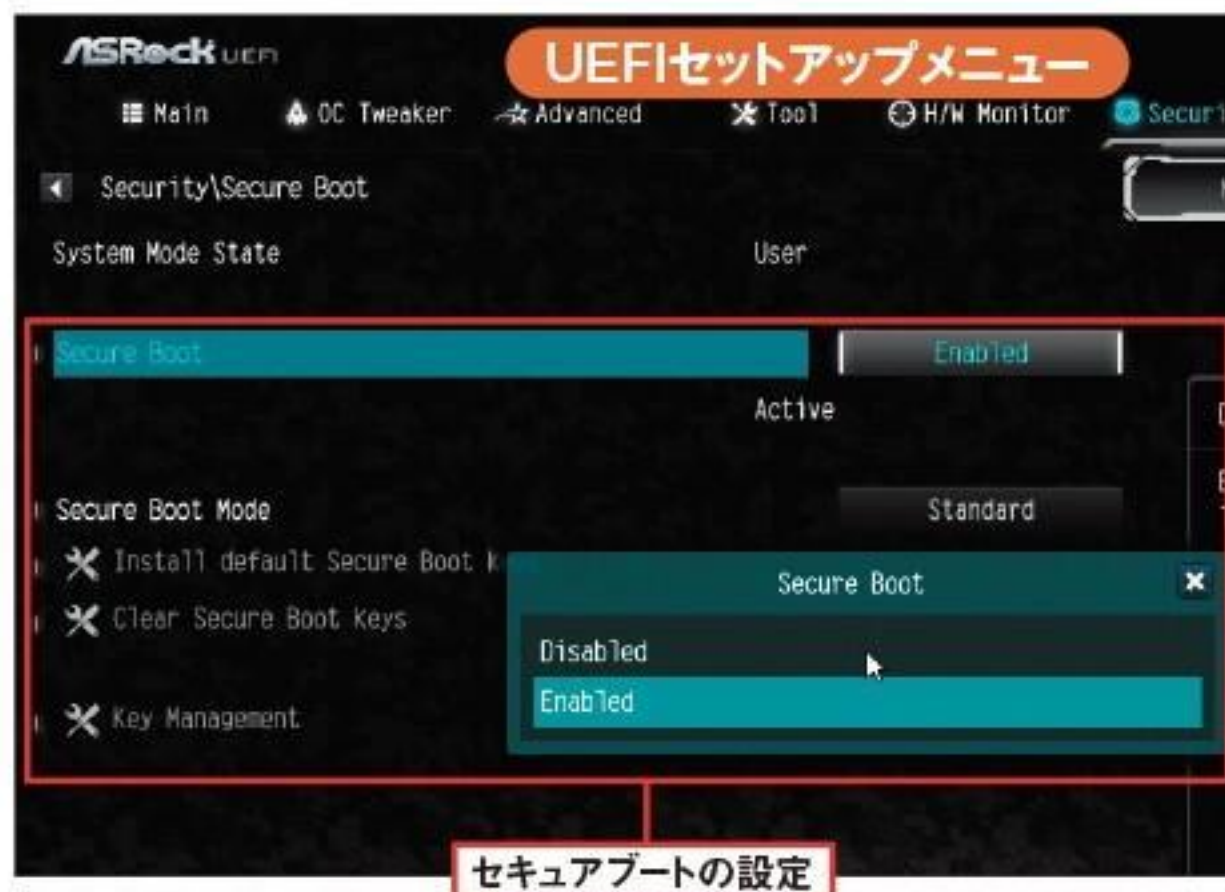 ASRock UEFI
UEFIセットアップメニュー
Main OC Tweaker Advanced Tool H/W Monitor
Security\Secure Boot
System Mode State User
Secure Boot Enabled
Active
Secure Boot Mode Standard
Install default Secure Boot
Clear Secure Boot Keys
Key Management
Secure Boot
Disabled
Enabled
セキュアブートの設定